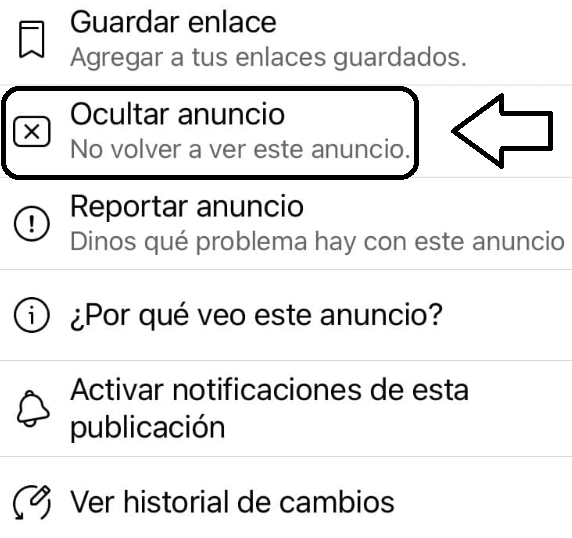 Guardar enlace
Agregar a tus enlaces guardados.
Ocultar anuncio
No volver a ver este anuncio.
Reportar anuncio
Dinos qué problema hay con este anuncio
¿Por qué veo este anuncio?
Activar notificaciones de esta
publicación
Ver historial de cambios